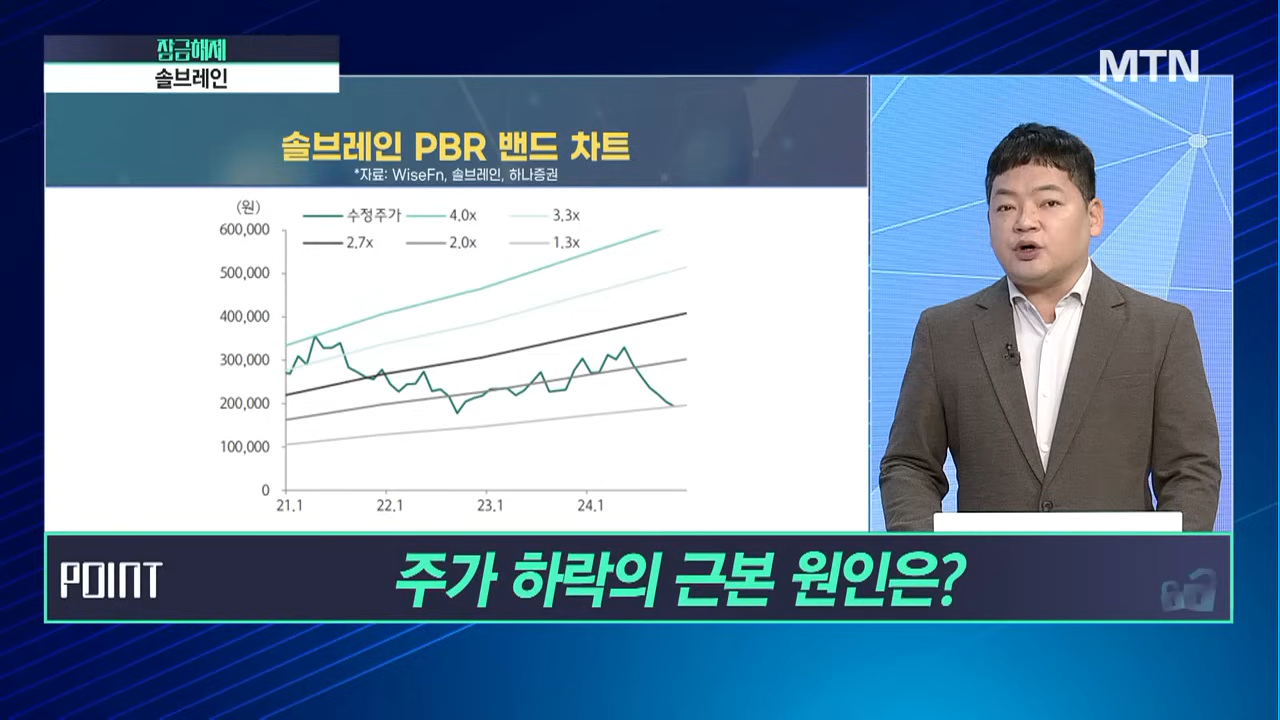 잠금해제
솔브레인
MTN
솔브레인 PBR 밴드 차트
*자료: WiseFn, 솔브레인, 하나증권
(원)
수정주가 4.0x 3.3x
2.7x 2.0x 1.3x
600,000
500,000
400,000
300,000
200,000
100,000
0
21.1 22.1 23.1 24.1
POINT
주가 하락의 근본 원인은?